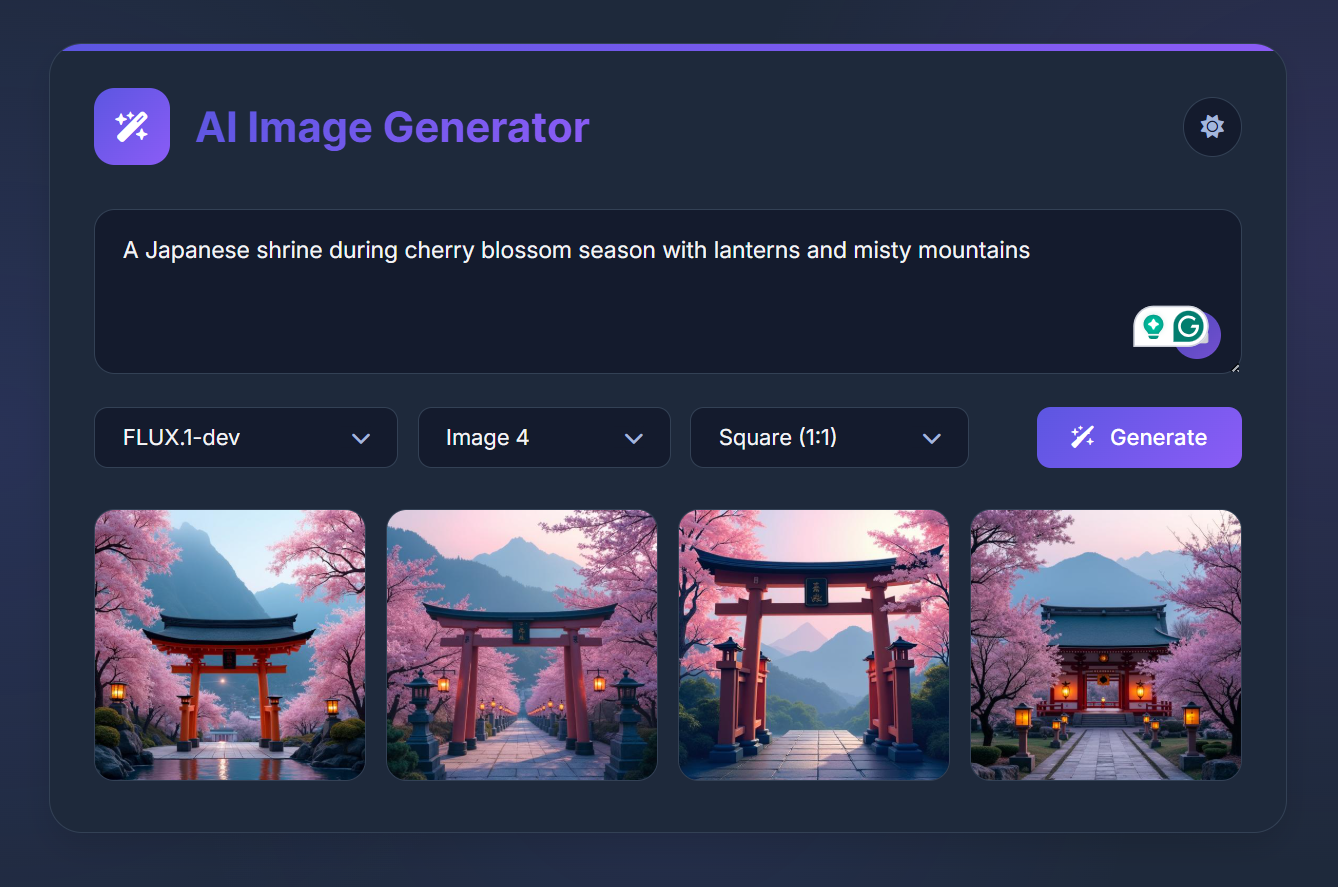 AI Image Generator
A Japanese shrine during cherry blossom season with lanterns and misty mountains
G
FLUX.1-dev
Image 4
Square (1:1)
Generate